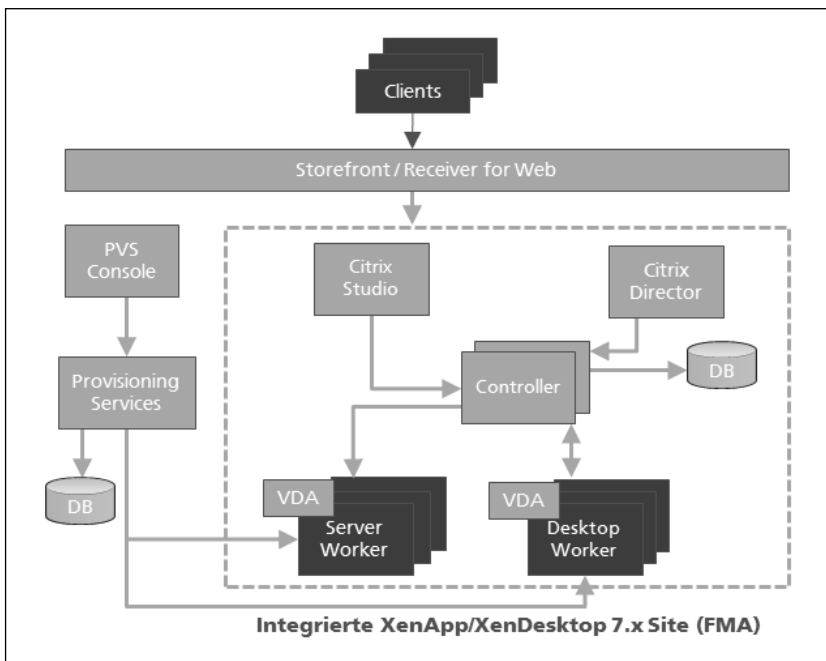 Clients
Storefront / Receiver for Web
PVS
Console
Citrix
Studio
Citrix
Director
Provisioning
Services
Controller
DB
DB
VDA
Server
Worker
VDA
Desktop
Worker
Integrierte XenApp/XenDesktop 7.x Site (FMA)